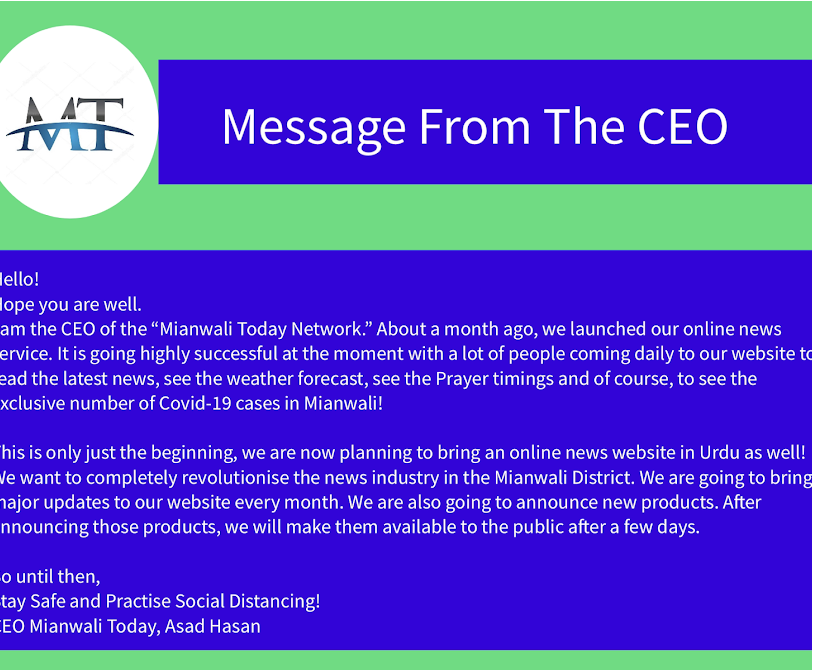 MT
Message From The CEO
ello!
ope you are well.
am the CEO of the “Mianwali Today Network.” About a month ago, we launched our online news
ervice. It is going highly successful at the moment with a lot of people coming daily to our website to
ead the latest news, see the weather forecast, see the Prayer timings and of course, to see the
xclusive number of Covid-19 cases in Mianwali!
his is only just the beginning, we are now planning to bring an online news website in Urdu as well!
We want to completely revolutionise the news industry in the Mianwali District. We are going to bring
major updates to our website every month. We are also going to announce new products. After
nnouncing those products, we will make them available to the public after a few days.
So until then,
Stay Safe and Practise Social Distancing!
CEO Mianwali Today, Asad Hasan